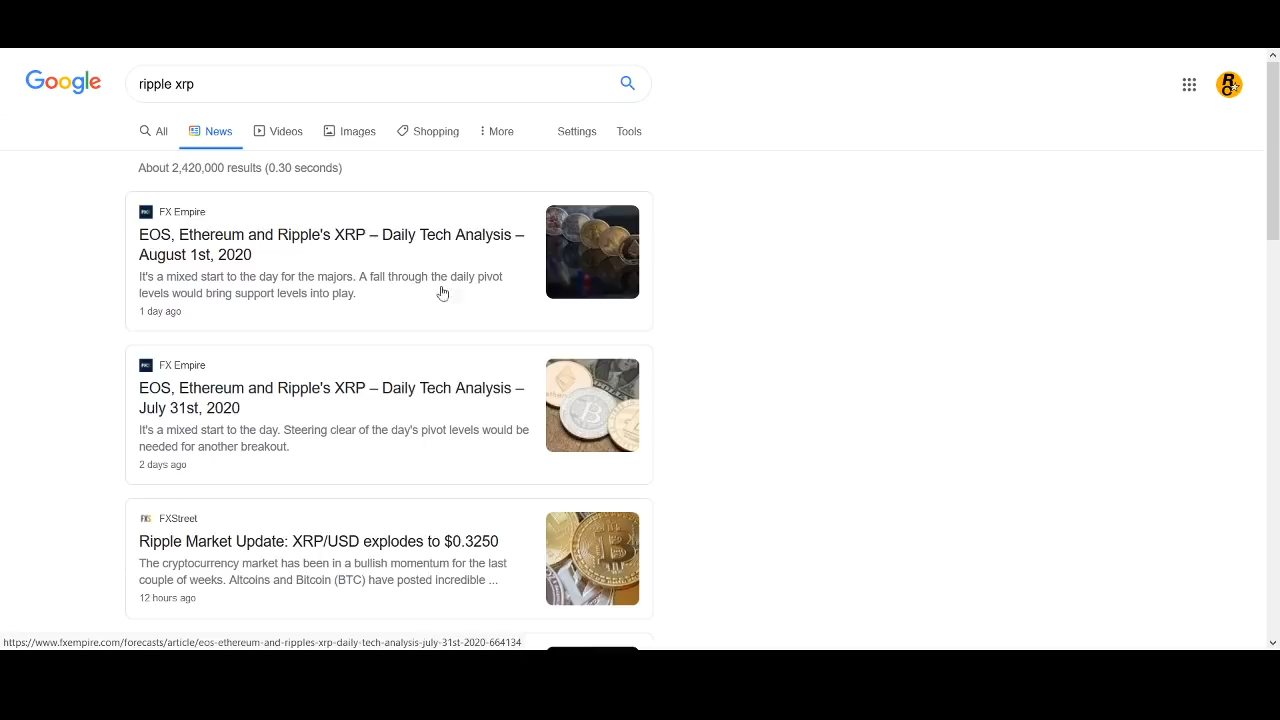 Google
ripple xrp
All News Videos Images Shopping More Settings Tools
About 2,420,000 results (0.30 seconds)
FX Empire
EOS, Ethereum and Ripple's XRP – Daily Tech Analysis –
August 1st, 2020
It's a mixed start to the day for the majors. A fall through the daily pivot
levels would bring support levels into play.
1 day ago
FX Empire
EOS, Ethereum and Ripple's XRP – Daily Tech Analysis –
July 31st, 2020
It's a mixed start to the day. Steering clear of the day's pivot levels would be
needed for another breakout.
2 days ago
FXS FXStreet
Ripple Market Update: XRP/USD explodes to $0.3250
The cryptocurrency market has been in a bullish momentum for the last
couple of weeks. Altcoins and Bitcoin (BTC) have posted incredible ...
12 hours ago
https://www.fxempire.com/forecasts/article/eos-ethereum-and-ripples-xrp-daily-tech-analysis-july-31st-2020-664134